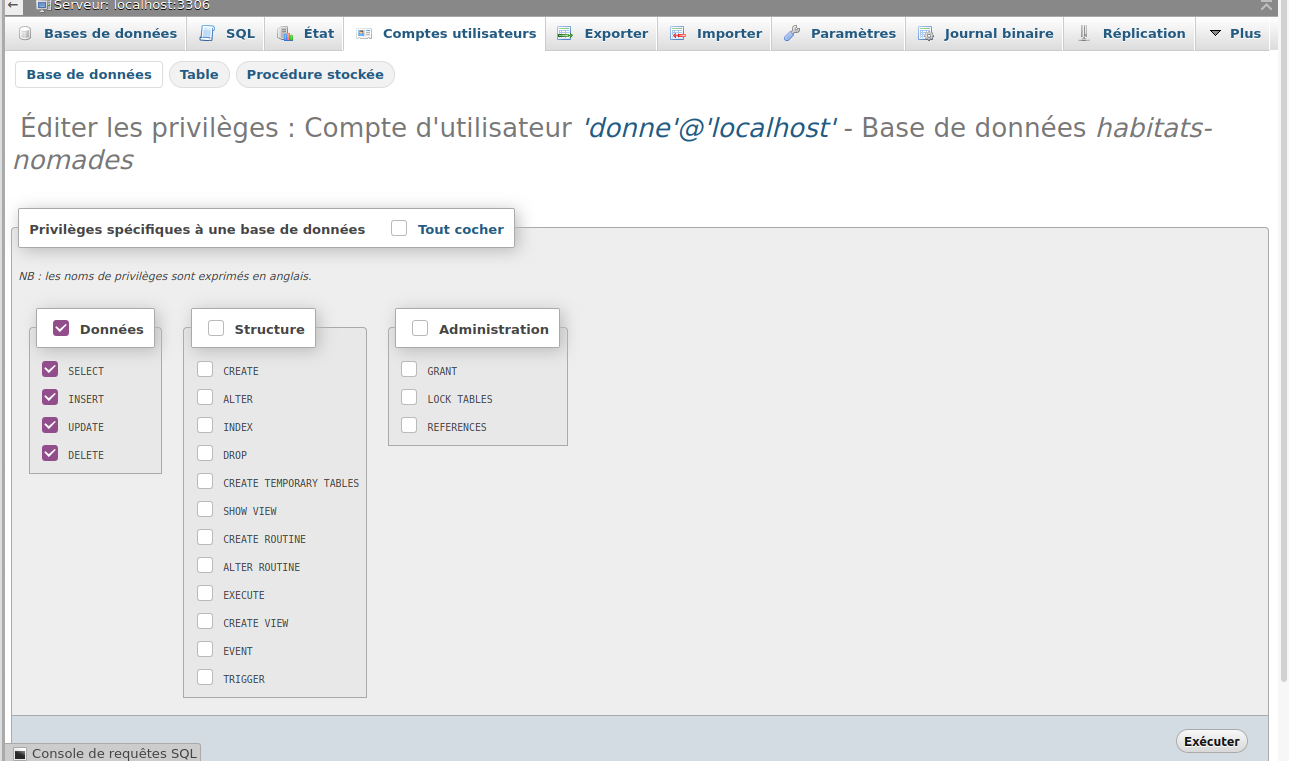 Serveur: localhost:3306
Bases de données SQL État Comptes utilisateurs Exporter Importer Paramètres Journal binaire Réplication Plus
Base de données Table Procédure stockée
Éditer les privilèges : Compte d'utilisateur 'donne'@'localhost' - Base de données habitats-
nomades
Privilèges spécifiques à une base de données Tout cocher
NB : les noms de privilèges sont exprimés en anglais.
Données
SELECT
INSERT
UPDATE
DELETE
Structure
CREATE
ALTER
INDEX
DROP
CREATE TEMPORARY TABLES
SHOW VIEW
CREATE ROUTINE
ALTER ROUTINE
EXECUTE
CREATE VIEW
EVENT
TRIGGER
Administration
GRANT
LOCK TABLES
REFERENCES
Exécuter
Console de requêtes SQL